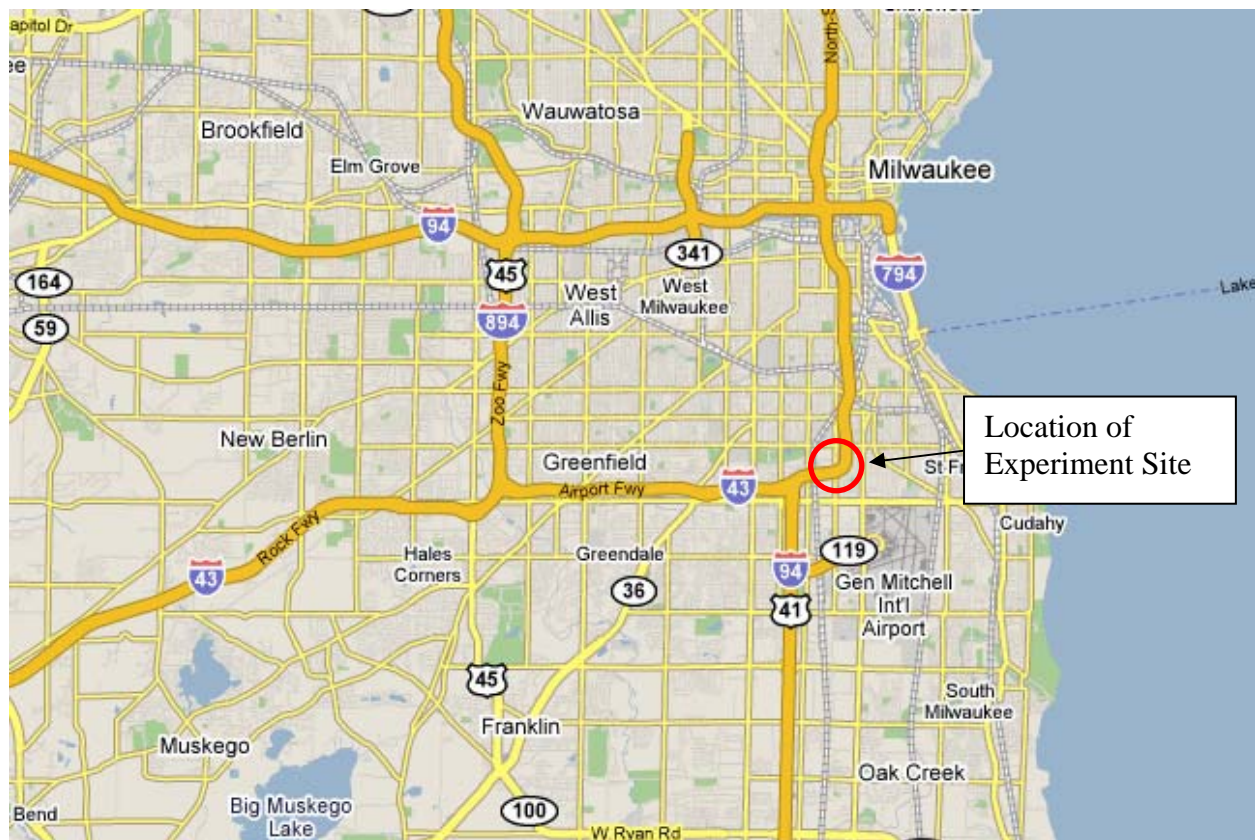 apitol Dr
ee
North-S
Wauwatosa
Brookfield
Elm Grove
Milwaukee
94
341
45
164
West
Allis
West
Milwaukee
794
Lake
59
894
Zoo Fwy
Location of
Experiment Site
New Berlin
Greenfield
St Fr
Airport Fwy
43
Rock Fwy
Cudahy
Hales
Corners
Greendale
119
43
94
Gen Mitchell
Int'l
Airport
36
41
45
South
Milwaukee
Franklin
Muskego
Oak Creek
Big Muskego
Lake
100
Bend
W Ryan Rd